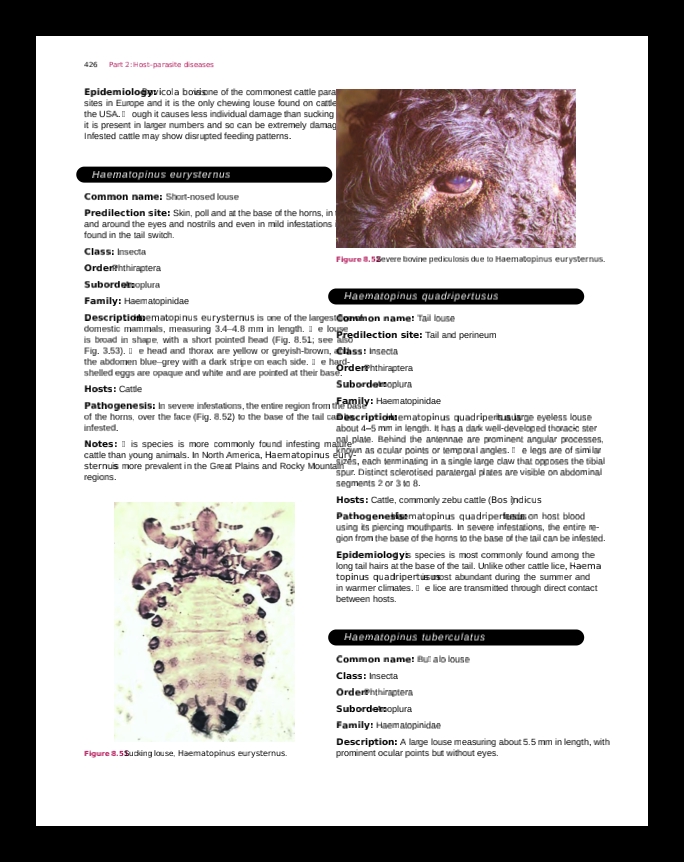 426 Part 2: Host-parasite diseases
Epidemiology: Bovicola bovis is one of the commonest cattle para
sites in Europe and it is the only chewing louse found on cattle
the USA. ough it causes less individual damage than sucking
it is present in larger numbers and so can be extremely damag
Infested cattle may show disrupted feeding patterns.
Haematopinus eurysternus
Common name: Short-nosed louse
Predilection site: Skin, poll and at the base of the horns, in
and around the eyes and nostrils and even in mild infestations
found in the tail switch.
Class: Insecta
Order: Phthiraptera
Suborder: Anoplura
Family: Haematopinidae
Description: Haematopinus eurysternus is one of the largest
domestic mammals, measuring 3.4–4.8 mm in length. e louse
is broad in shape, with a short pointed head (Fig. 8.51; see also
Fig. 3.53). e head and thorax are yellow or greyish-brown, and
the abdomen blue–grey with a dark stripe on each side. e hard-
shelled eggs are opaque and white and are pointed at their base.
Hosts: Cattle
Pathogenesis: In severe infestations, the entire region from the base
of the horns, over the face (Fig. 8.52) to the base of the tail can be
infested.
Notes: is species is more commonly found infesting mature
cattle than young animals. In North America, Haematopinus eury-
sternus is more prevalent in the Great Plains and Rocky Mountain
regions.
Figure 8.51 Sucking louse, Haematopinus eurysternus.
Figure 8.52 Severe bovine pediculosis due to Haematopinus eurysternus.
Haematopinus quadripertusus
Common name: Tail louse
Predilection site: Tail and perineum
Class: Insecta
Order: Phthiraptera
Suborder: Anoplura
Family: Haematopinidae
Description: Haematopinus quadripertusus is a large eyeless louse
about 4–5 mm in length. It has a dark well-developed thoracic ster
nal plate. Behind the antennae are prominent angular processes,
known as ocular points or temporal angles. e legs are of similar
sizes, each terminating in a single large claw that opposes the tibial
spur. Distinct sclerotised paratergal plates are visible on abdominal
segments 2 or 3 to 8.
Hosts: Cattle, commonly zebu cattle (Bos indicus)
Pathogenesis: Haematopinus quadripertusus feeds on host blood
using its piercing mouthparts. In severe infestations, the entire re-
gion from the base of the horns to the base of the tail can be infested.
Epidemiology: is species is most commonly found among the
long tail hairs at the base of the tail. Unlike other cattle lice, Haema
topinus quadripertusus is most abundant during the summer and
in warmer climates. e lice are transmitted through direct contact
between hosts.
Haematopinus tuberculatus
Common name: Bu alo louse
Class: Insecta
Order: Phthiraptera
Suborder: Anoplura
Family: Haematopinidae
Description: A large louse measuring about 5.5 mm in length, with
prominent ocular points but without eyes.